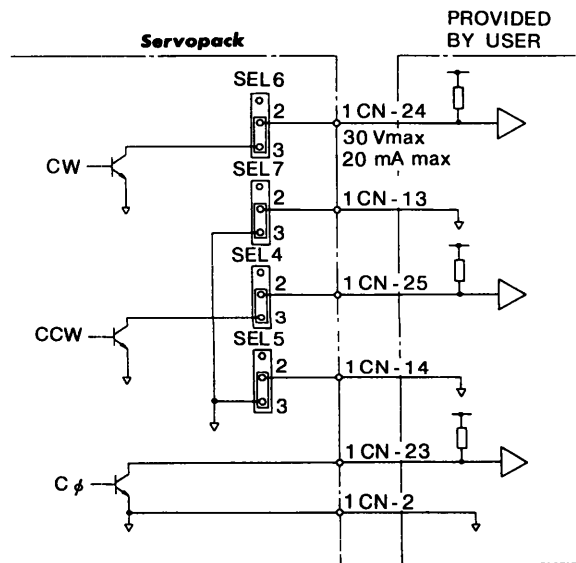 PROVIDED
BY USER
Servopack
SEL6
2
1CN-24
30 Vmax
20 mA max
3
CW
SEL7
2
1CN-13
3
SEL4
2
1CN-25
3
CCW
SEL5
2
1CN-14
3
1CN-23
Cϕ
1CN-2